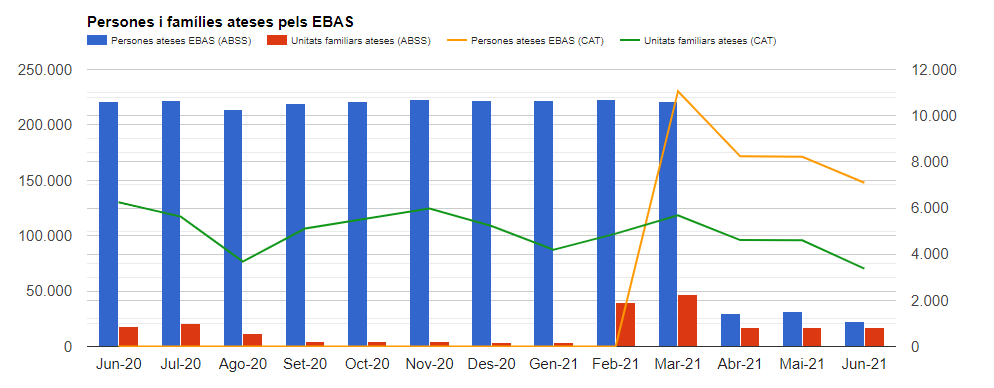 Persones i famílies ateses pels EBAS
Persones ateses EBAS (ABSS) Unitats familiars ateses (ABSS) Persones ateses EBAS (CAT) Unitats familiars ateses (CAT)
250.000 12.000
200.000 10.000
150.000 8.000
100.000 6.000
50.000 4.000
2.000
0 0
Jun-20 Jul-20 Ago-20 Set-20 Oct-20 Nov-20 Des-20 Gen-21 Feb-21 Mar-21 Abr-21 Mai-21 Jun-21